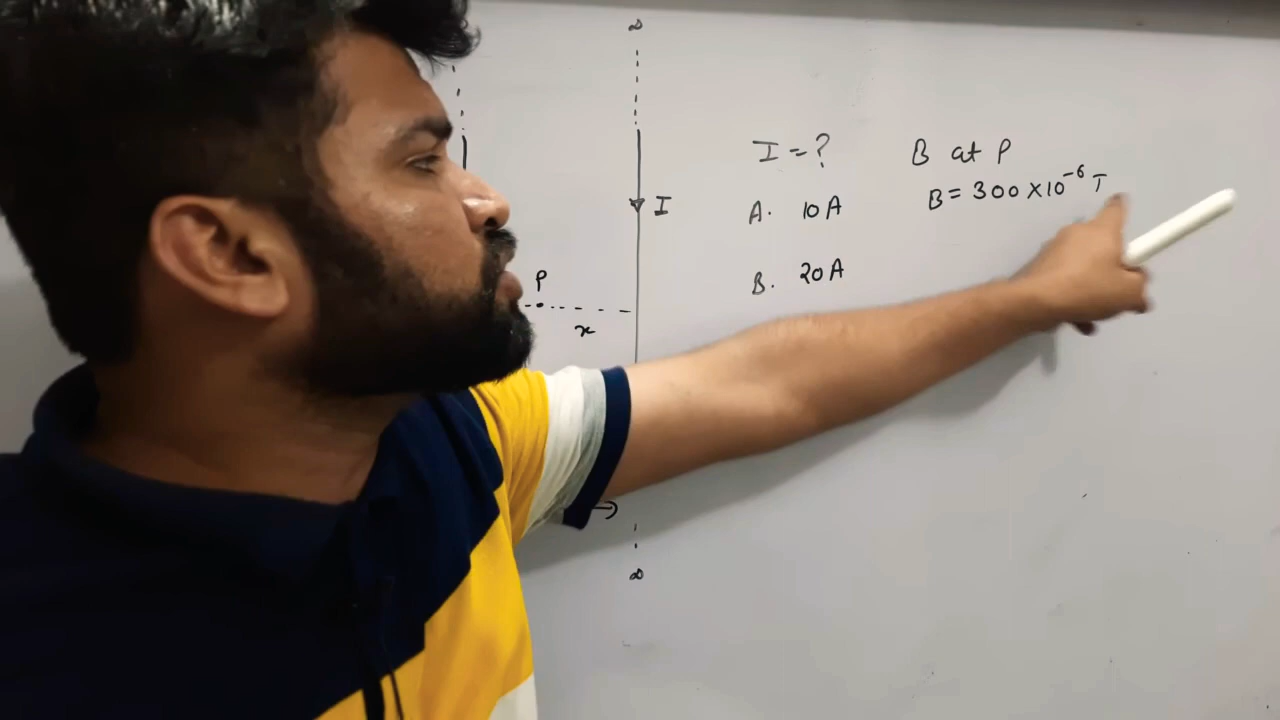 ∞
I = ?
B at P
A. 10A
B = 300 × 10⁻⁶ T
I
P
B. 20A
x
∞